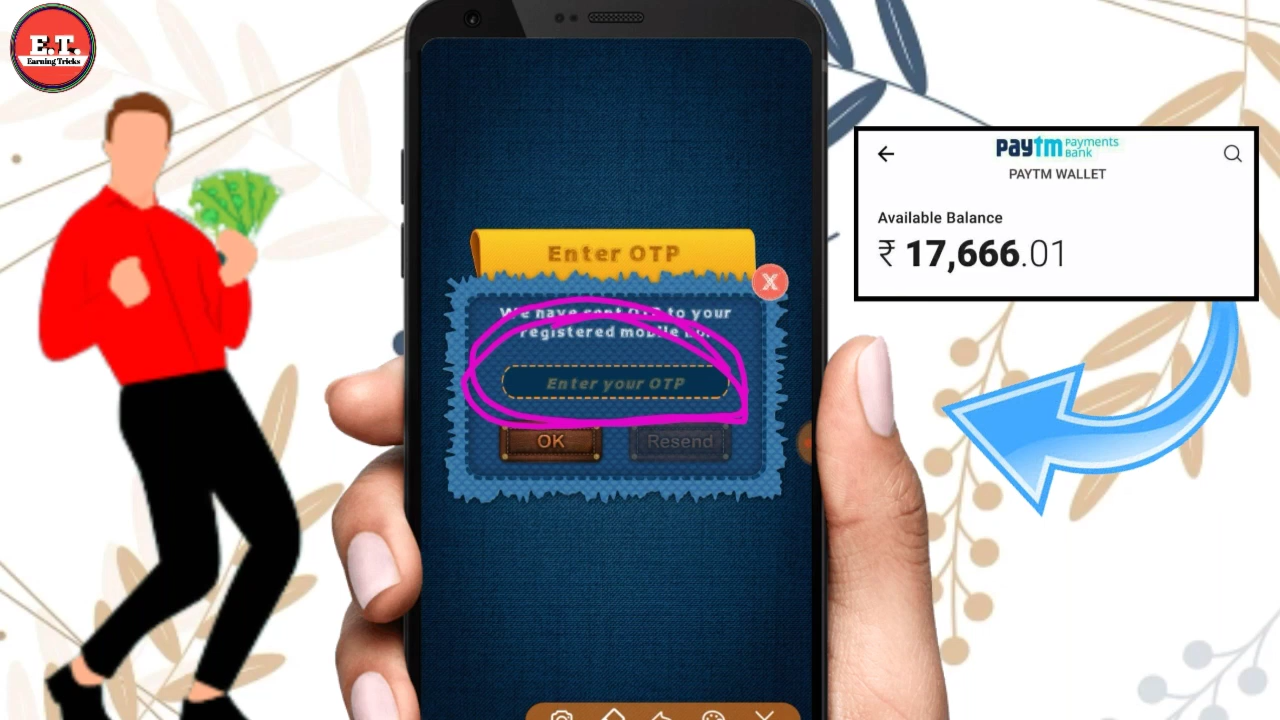 E.T.
Earning Tricks
Enter OTP
X
We have sent OTP to your
registered mobile no.
Enter your OTP
OK
Resend
paytm Payments
Bank
PAYTM WALLET
Available Balance
₹ 17,666.01